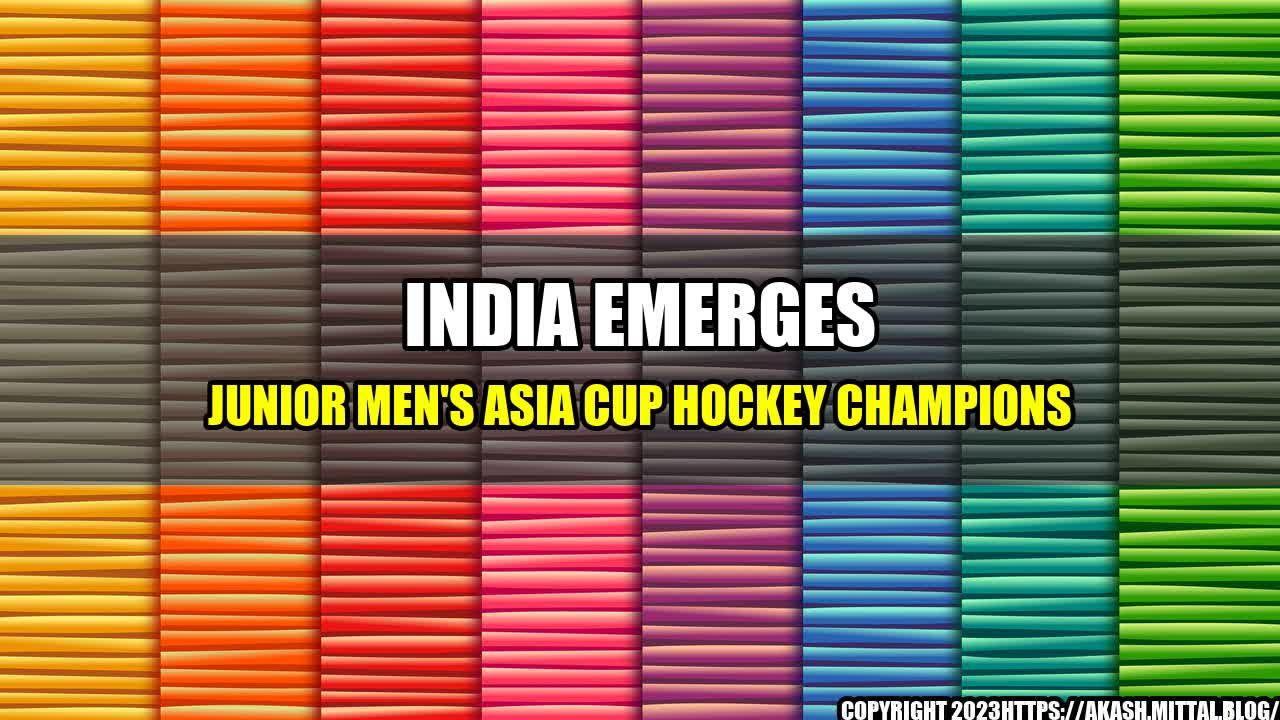 INDIA EMERGES
JUNIOR MEN'S ASIA CUP HOCKEY CHAMPIONS
COPYRIGHT 2023HTTPS://AKASH.MITTAL.BLOG/